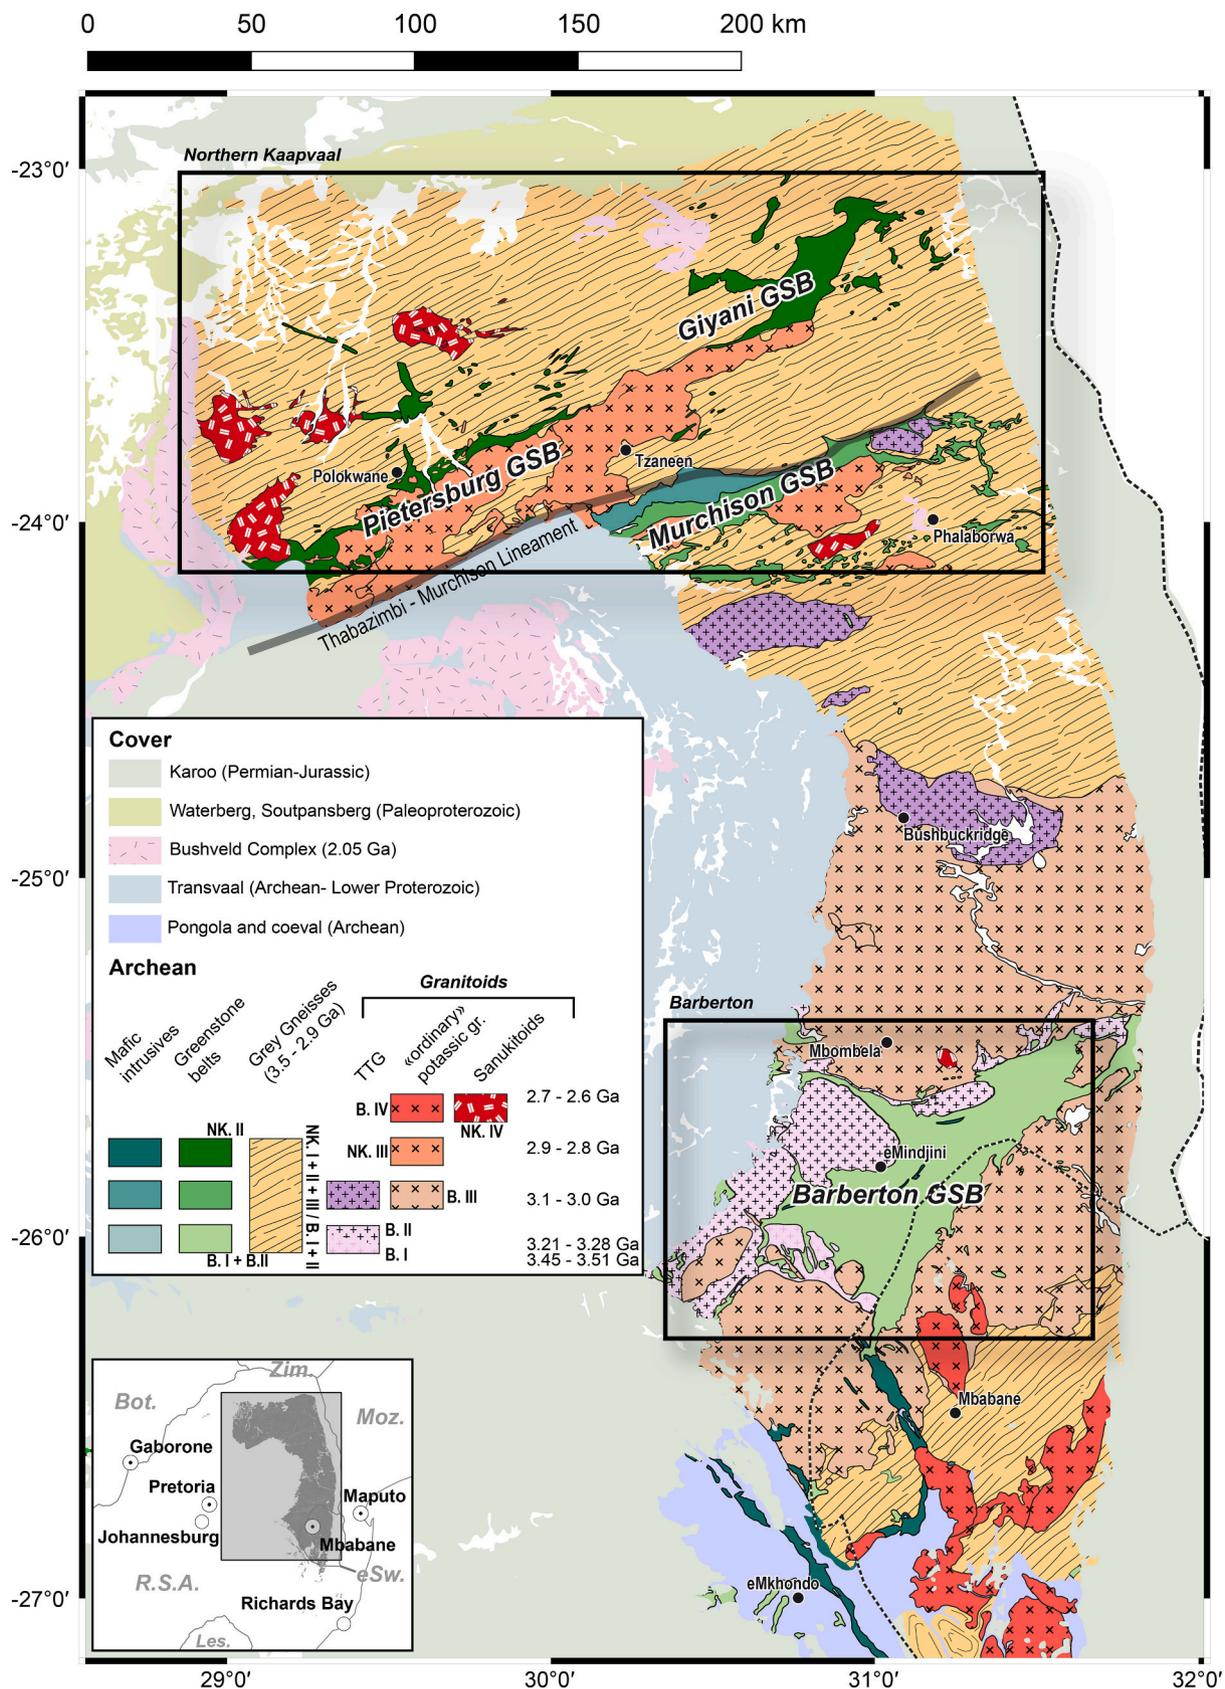 0 50 100 150 200 km
-23°0′
-24°0′
-25°0′
-26°0′
-27°0′
29°0′ 30°0′ 31°0′ 32°0′
Northern Kaapvaal
Giyani GSB
Polokwane
Pietersburg GSB
Tzaneen
Murchison GSB
Phalaborwa
Thabazimbi - Murchison Lineament
Bushbuckridge
Barberton
Mbombela
eMindjini
Barberton GSB
Mbabane
eMkhondo
Cover
Karoo (Permian-Jurassic)
Waterberg, Soutpansberg (Paleoproterozoic)
Bushveld Complex (2.05 Ga)
Transvaal (Archean- Lower Proterozoic)
Pongola and coeval (Archean)
Archean
Granitoids
Mafic
intrusives
Greenstone
belts
Grey Gneisses
(3.5 - 2.9 Ga)
TTG
«ordinary»
potassic gr.
Sanukitoids
B. IV
2.7 - 2.6 Ga
NK. IV
NK. II
NK. III
2.9 - 2.8 Ga
NK. I + II + III / B. I + II
B. III
3.1 - 3.0 Ga
B. II
3.21 - 3.28 Ga
B. I
3.45 - 3.51 Ga
B. I + B.II
Zim.
Bot.
Moz.
Gaborone
Pretoria
Maputo
Johannesburg
Mbabane
R.S.A.
eSw.
Richards Bay
Les.